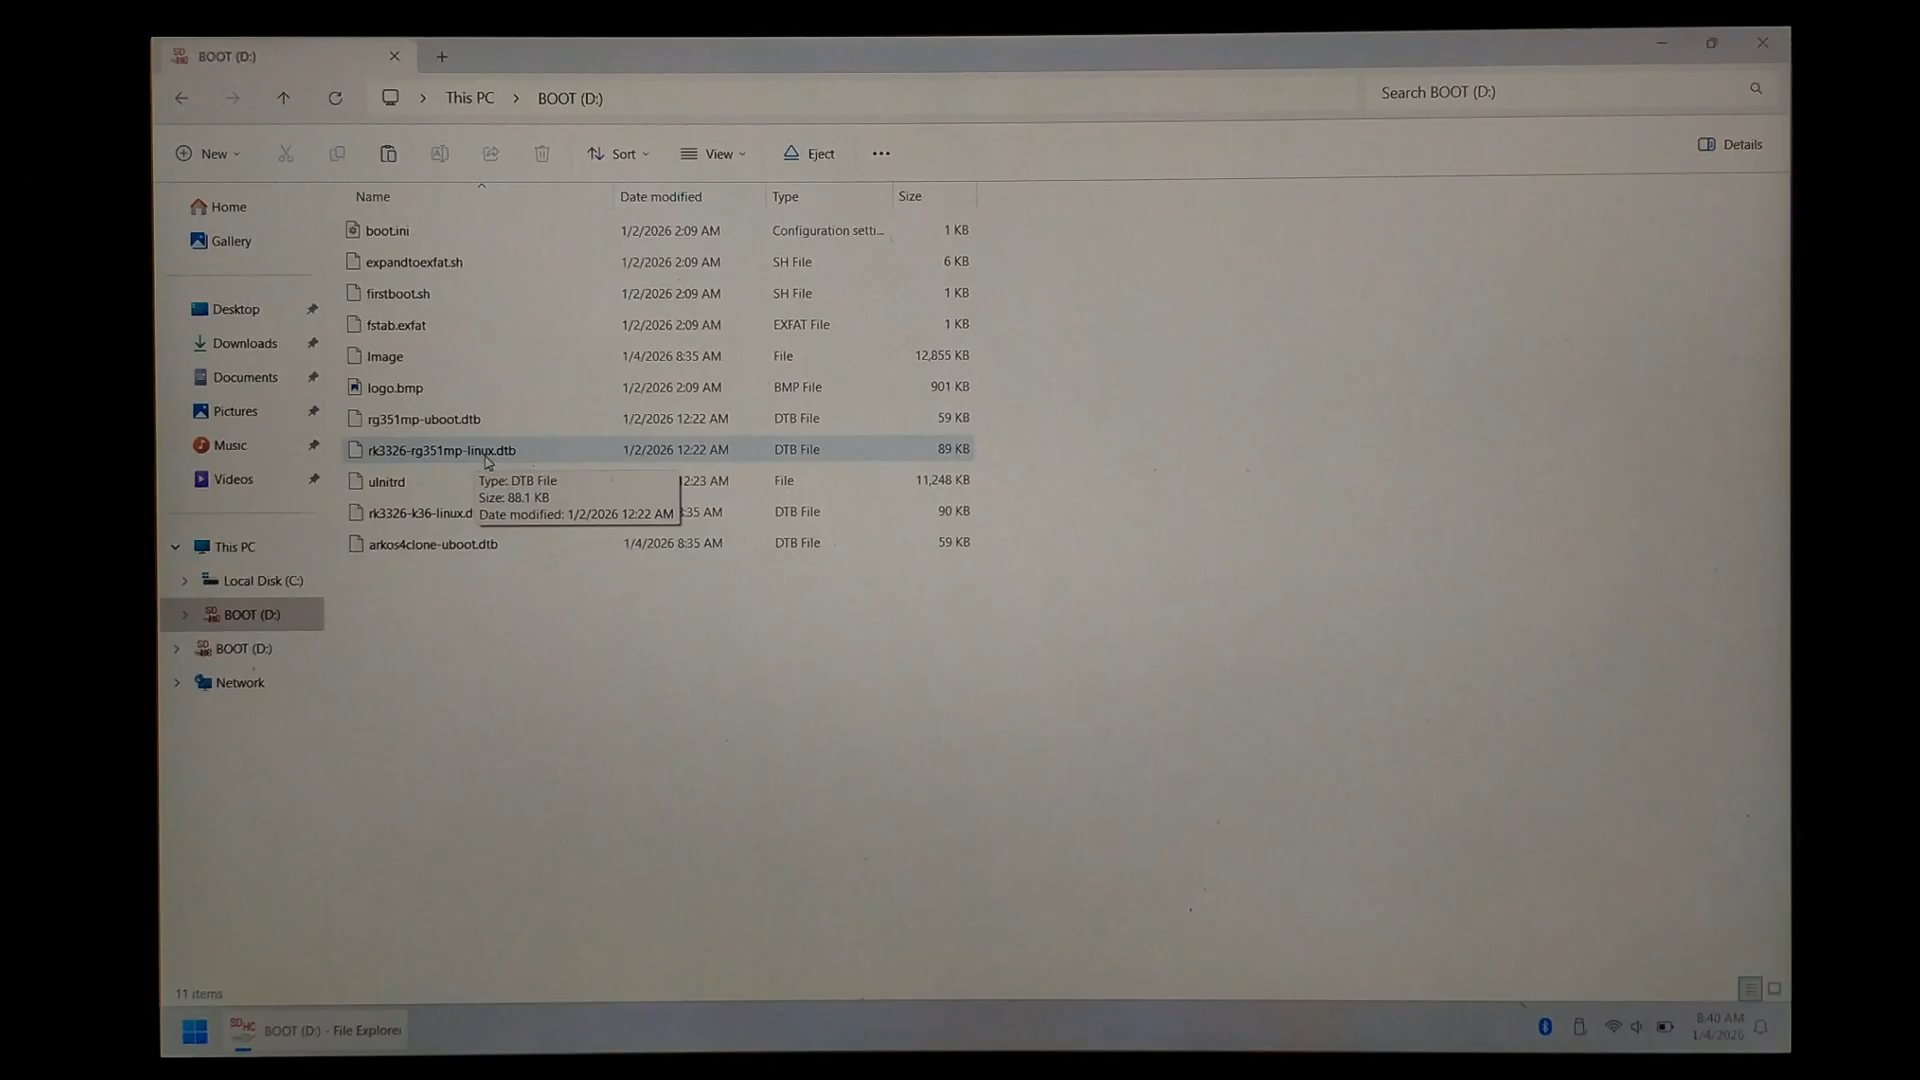 BOOT (D:)
This PC > BOOT (D:)
Search BOOT (D:)
New
Sort
View
Eject
Details
Name Date modified Type Size
Home
Gallery
Desktop
Downloads
Documents
Pictures
Music
Videos
This PC
Local Disk (C:)
BOOT (D:)
BOOT (D:)
Network
boot.ini 1/2/2026 2:09 AM Configuration setti... 1 KB
expandtoexfat.sh 1/2/2026 2:09 AM SH File 6 KB
firstboot.sh 1/2/2026 2:09 AM SH File 1 KB
fstab.exfat 1/2/2026 2:09 AM EXFAT File 1 KB
Image 1/4/2026 8:35 AM File 12,855 KB
logo.bmp 1/2/2026 2:09 AM BMP File 901 KB
rg351mp-uboot.dtb 1/2/2026 12:22 AM DTB File 59 KB
rk3326-rg351mp-linux.dtb 1/2/2026 12:22 AM DTB File 89 KB
uInitrd 2:23 AM File 11,248 KB
rk3326-k36-linux.d :35 AM DTB File 90 KB
arkos4clone-uboot.dtb 1/4/2026 8:35 AM DTB File 59 KB
Type: DTB File
Size: 88.1 KB
Date modified: 1/2/2026 12:22 AM
11 items
BOOT (D:) - File Explorer
8:40 AM
1/4/2026